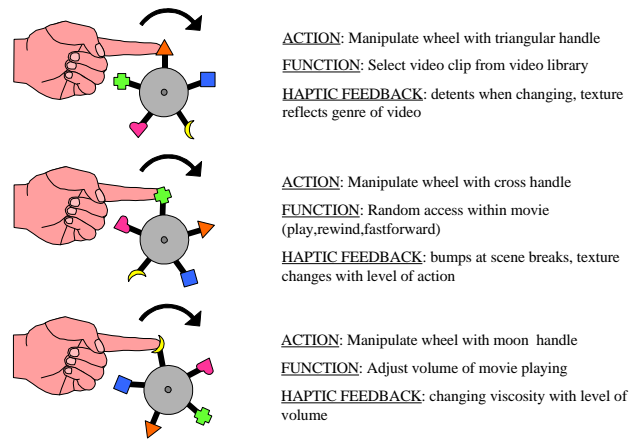 ACTION: Manipulate wheel with triangular handle
FUNCTION: Select video clip from video library
HAPTIC FEEDBACK: detents when changing, texture
reflects genre of video
ACTION: Manipulate wheel with cross handle
FUNCTION: Random access within movie
(play,rewind,fastforward)
HAPTIC FEEDBACK: bumps at scene breaks, texture
changes with level of action
ACTION: Manipulate wheel with moon  handle
FUNCTION: Adjust volume of movie playing
HAPTIC FEEDBACK: changing viscosity with level of
volume